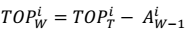 $TOP_W^i = TOP_T^i - A_{W-1}^i$